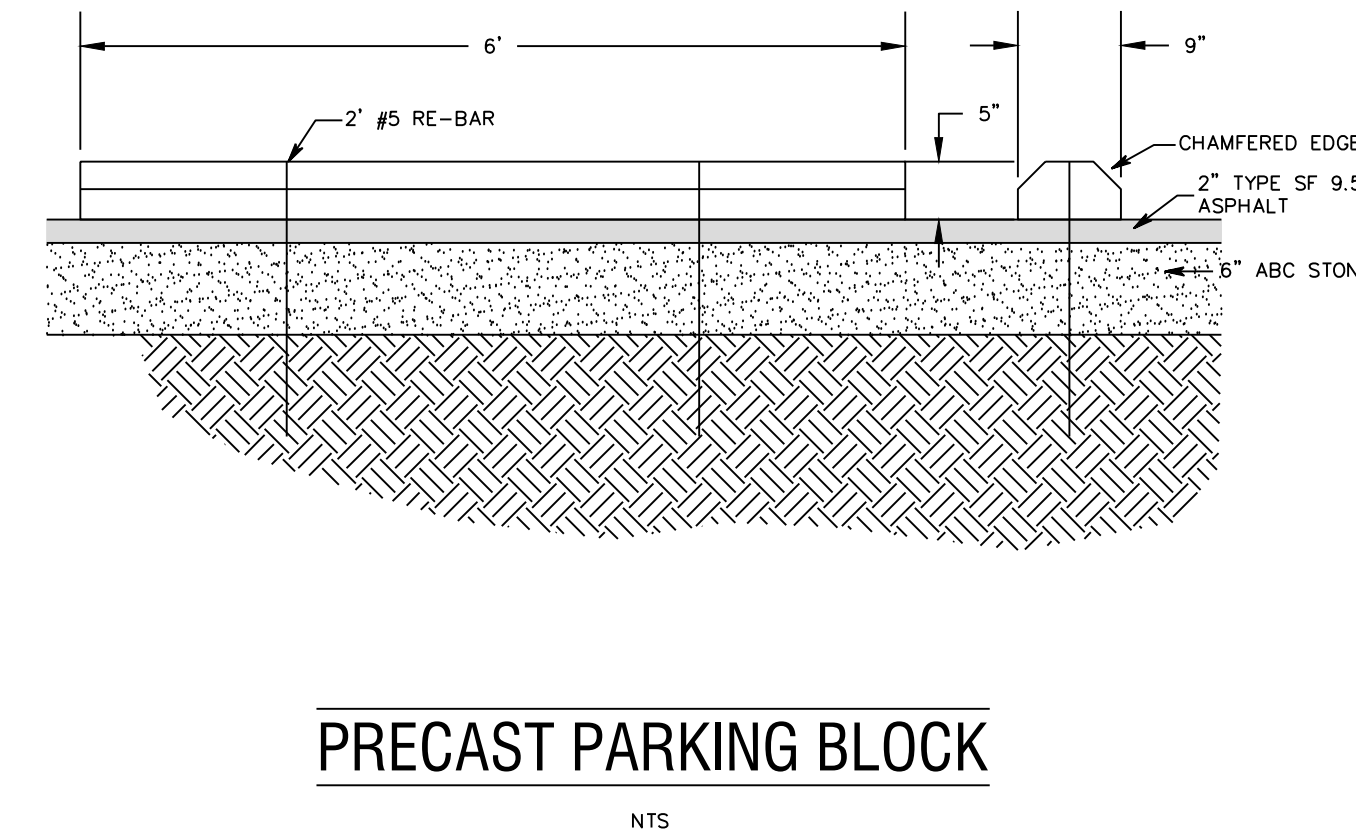 6'
9"
2' #5 RE-BAR
5"
CHAMFERED EDGE
2" TYPE SF 9.5
ASPHALT
6" ABC STON
PRECAST PARKING BLOCK
NTS